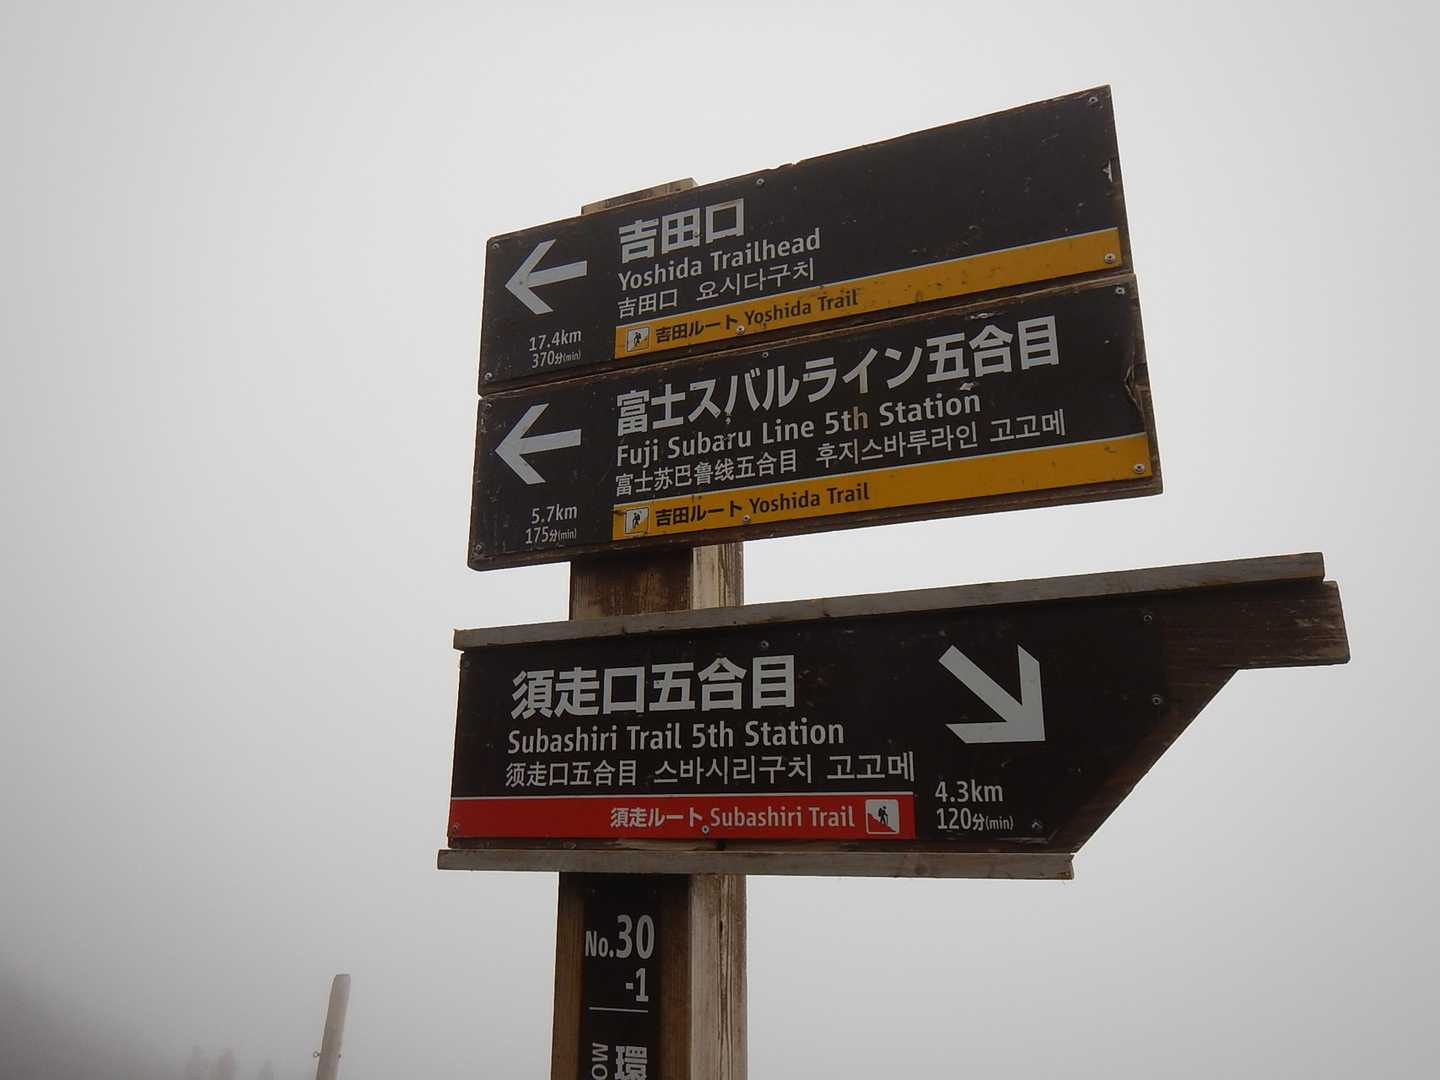 吉田口
Yoshida Trailhead
吉田口 요시다구치
17.4km
370分(min)
吉田ルート Yoshida Trail
富士スバルライン五合目
Fuji Subaru Line 5th Station
富士苏巴鲁线五合目 후지스바루라인 고고메
5.7km
175分(min)
吉田ルート Yoshida Trail
須走口五合目
Subashiri Trail 5th Station
须走口五合目 스바시리구치 고고메
4.3km
120分(min)
須走ルート Subashiri Trail
No.30
-1
環
MO